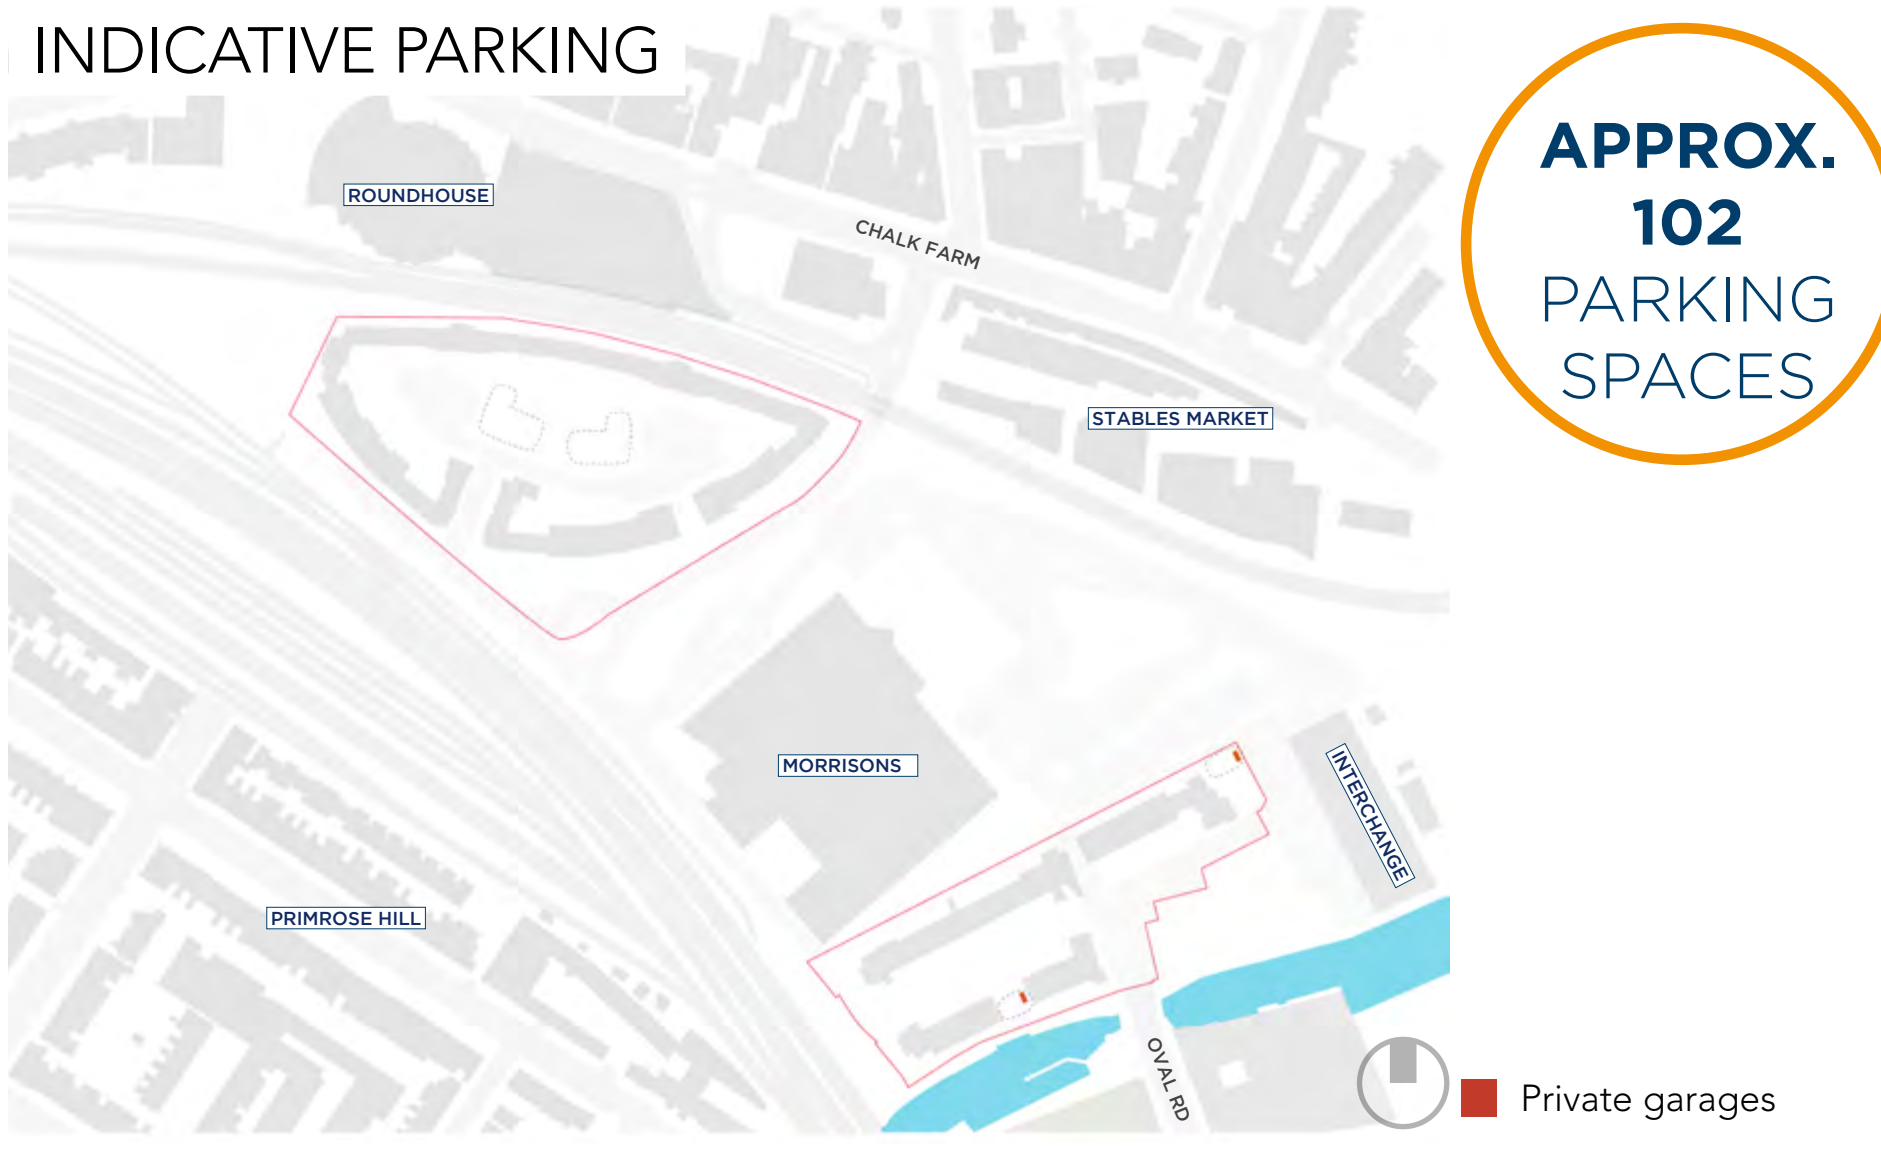 INDICATIVE PARKING
APPROX.
102
PARKING
SPACES
ROUNDHOUSE
CHALK FARM
STABLES MARKET
MORRISONS
INTERCHANGE
PRIMROSE HILL
OVAL RD
Private garages